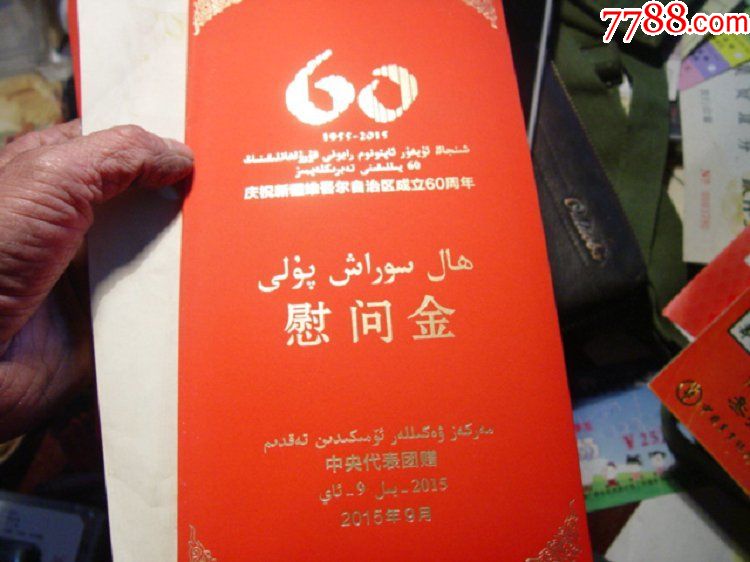 7788.com
60
1955-2015
شىنجاڭ ئۇيغۇر ئاپتونوم رايونى قۇرۇلغانلىقىنىڭ
60 يىللىقىنى تەبرىكلەيمىز
庆祝新疆维吾尔自治区成立60周年
ھال سوراش پۇلى
慰问金
مەركەز ۋەكىللەر ئۆمىكىدىن تەقدىم
中央代表团赠
2015 - يىل 9 - ئاي
2015年9月